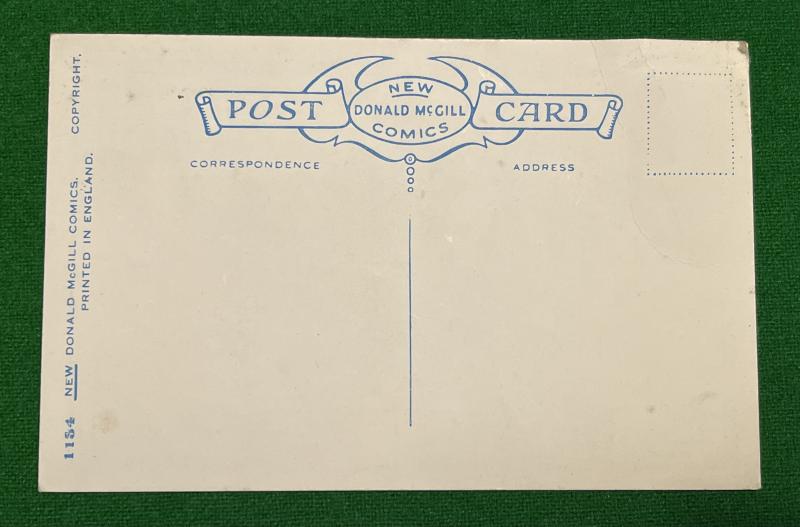 POST NEW CARD
DONALD McGILL
COMICS
CORRESPONDENCE ADDRESS
1154 NEW DONALD McGILL COMICS. COPYRIGHT.
PRINTED IN ENGLAND.